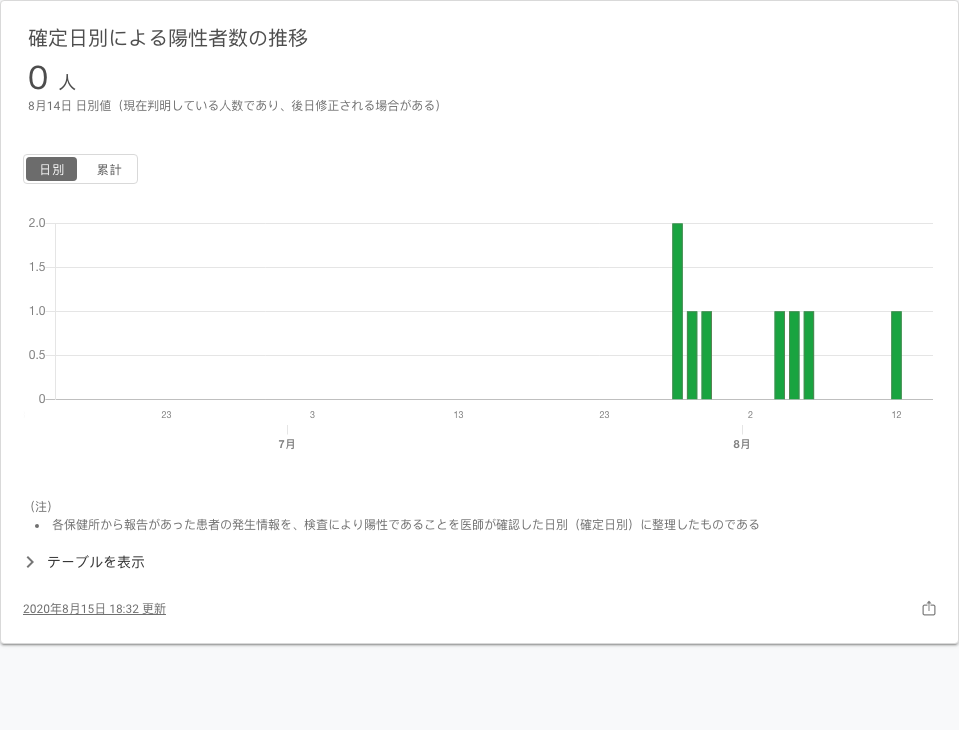 確定日別による陽性者数の推移
0 人
8月14日 日別値（現在判明している人数であり、後日修正される場合がある）
日別 累計
2.0
1.5
1.0
0.5
0
23 3 13 23 2 12
7月 8月
（注）
• 各保健所から報告があった患者の発生情報を、検査により陽性であることを医師が確認した日別（確定日別）に整理したものである
テーブルを表示
2020年8月15日 18:32 更新